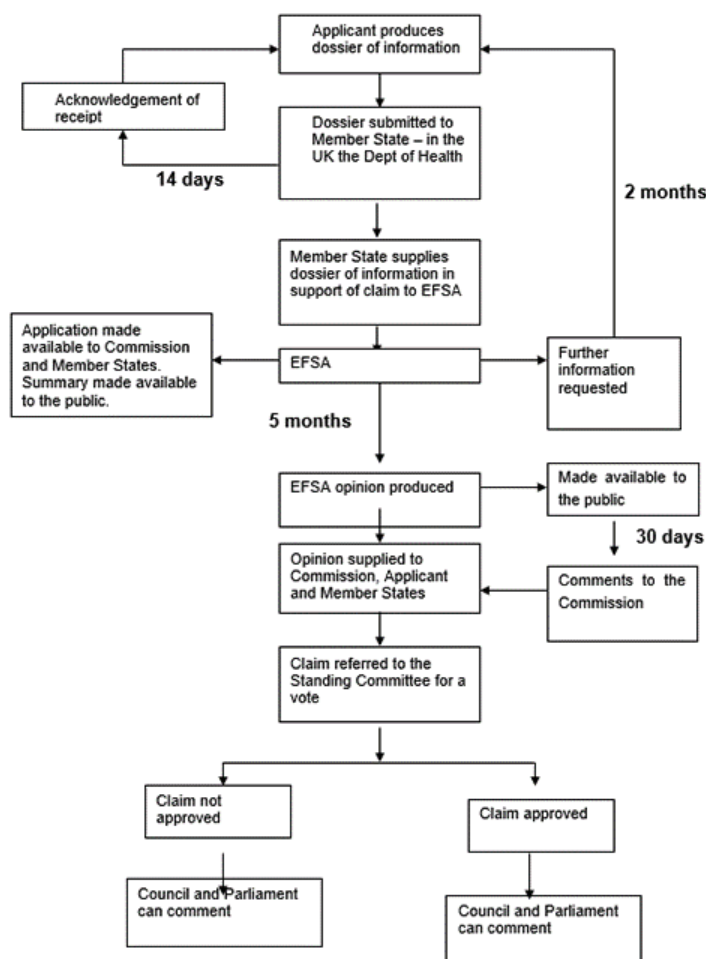 Applicant produces
dossier of information
Acknowledgement of
receipt
Dossier submitted to
Member State – in the
UK the Dept of Health
14 days
2 months
Member State supplies
dossier of information in
support of claim to EFSA
Application made
available to Commission
and Member States.
Summary made available
to the public.
EFSA
Further
information
requested
5 months
EFSA opinion produced
Made available to
the public
30 days
Opinion supplied to
Commission, Applicant
and Member States
Comments to the
Commission
Claim referred to the
Standing Committee for a
vote
Claim not
approved
Claim approved
Council and Parliament
can comment
Council and Parliament
can comment